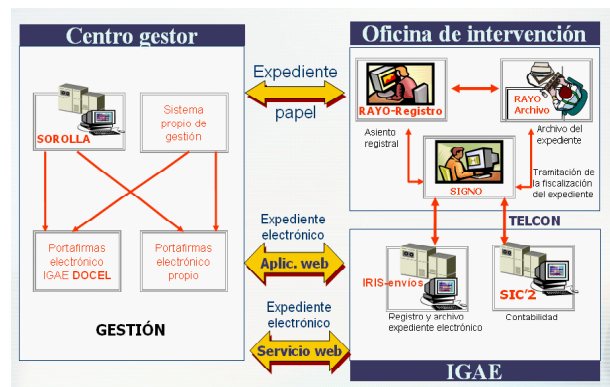 Centro gestor
SOROLLA
Sistema
propio de
gestión
Portafirmas
electrónico
IGAE DOCEL
Portafirmas
electrónico
propio
GESTIÓN
Expediente
papel
Expediente
electrónico
Aplic. web
Expediente
electrónico
Servicio web
Oficina de intervención
RAYO-Registro
RAYO
Archivo
Asiento
registral
Archivo del
expediente
SIGNO
Tramitación de
la fiscalización
del expediente
TELCON
IRIS-envíos
Registro y archivo
expediente electrónico
SIC'2
Contabilidad
IGAE